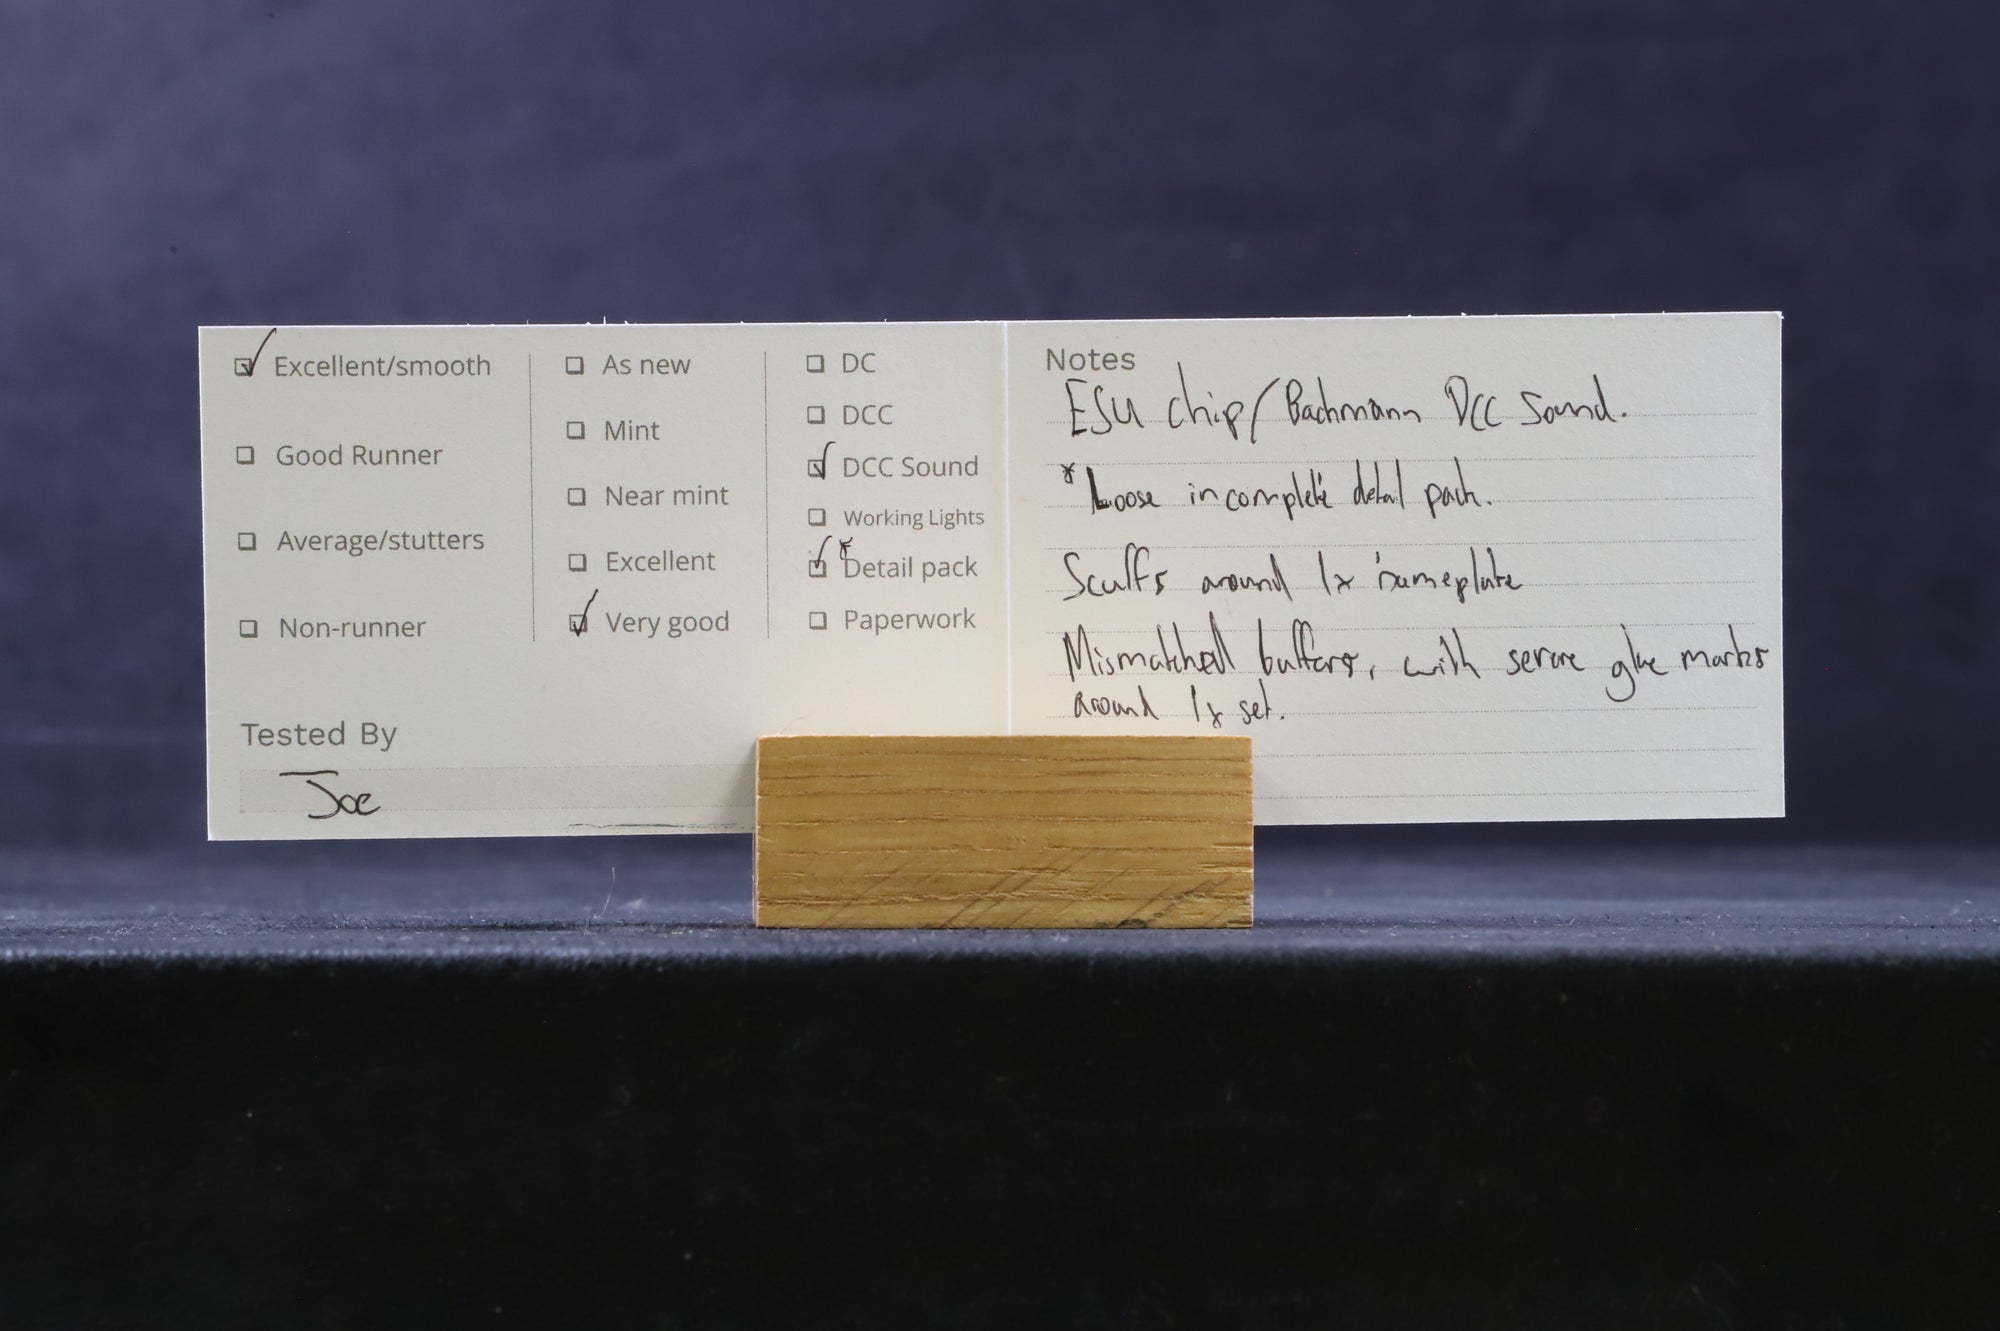 Excellent/smooth
Good Runner
Average/stutters
Non-runner
As new
Mint
Near mint
Excellent
Very good
DC
DCC
DCC Sound
Working Lights
*
Detail pack
Paperwork
Tested By
Joe
Notes
ESU chip/Bachmann DCC Sound.
* Loose incomplete detail pack.
Scuffs around 1x nameplate
Mismatched buffers, with severe glue marks
around 1x set.